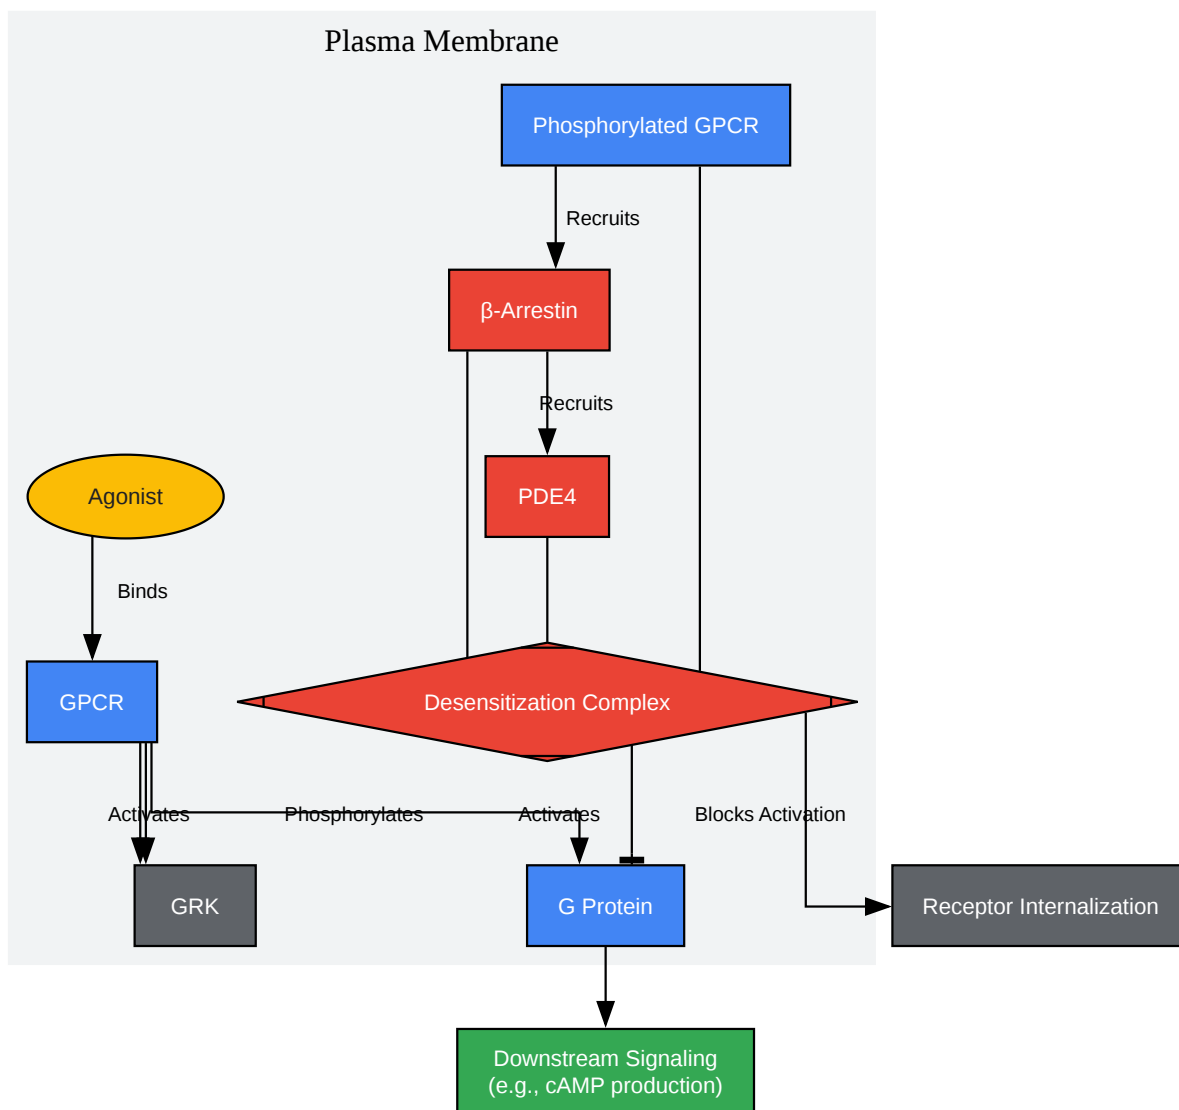 Plasma Membrane
Phosphorylated GPCR
Recruits
β-Arrestin
Recruits
PDE4
Agonist
Binds
GPCR
Desensitization Complex
Activates
Phosphorylates
Activates
Blocks Activation
GRK
G Protein
Receptor Internalization
Downstream Signaling
(e.g., cAMP production)